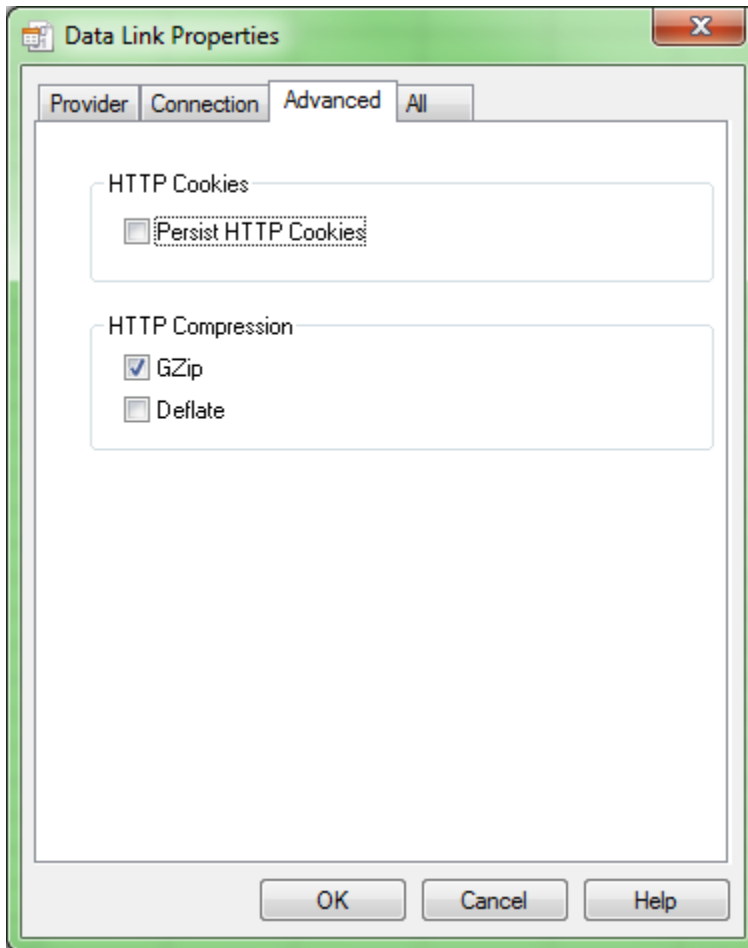 Data Link Properties
Provider Connection Advanced All
HTTP Cookies
Persist HTTP Cookies
HTTP Compression
GZip
Deflate
OK Cancel Help